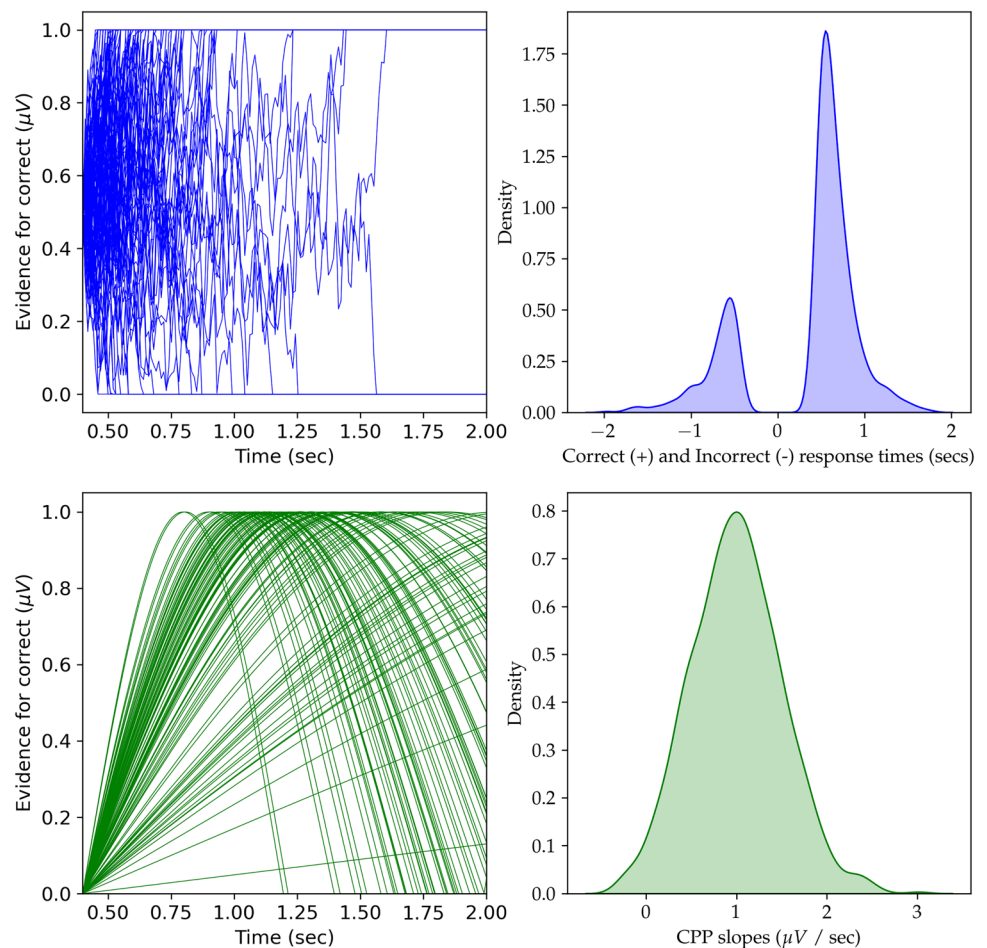 1.0
0.8
0.6
0.4
0.2
0.0
Evidence for correct (μV)
0.50 0.75 1.00 1.25 1.50 1.75 2.00
Time (sec)
1.75
1.50
1.25
1.00
0.75
0.50
0.25
0.00
Density
−2 −1 0 1 2
Correct (+) and Incorrect (-) response times (secs)
1.0
0.8
0.6
0.4
0.2
0.0
Evidence for correct (μV)
0.50 0.75 1.00 1.25 1.50 1.75 2.00
Time (sec)
0.8
0.7
0.6
0.5
0.4
0.3
0.2
0.1
0.0
Density
0 1 2 3
CPP slopes (μV / sec)